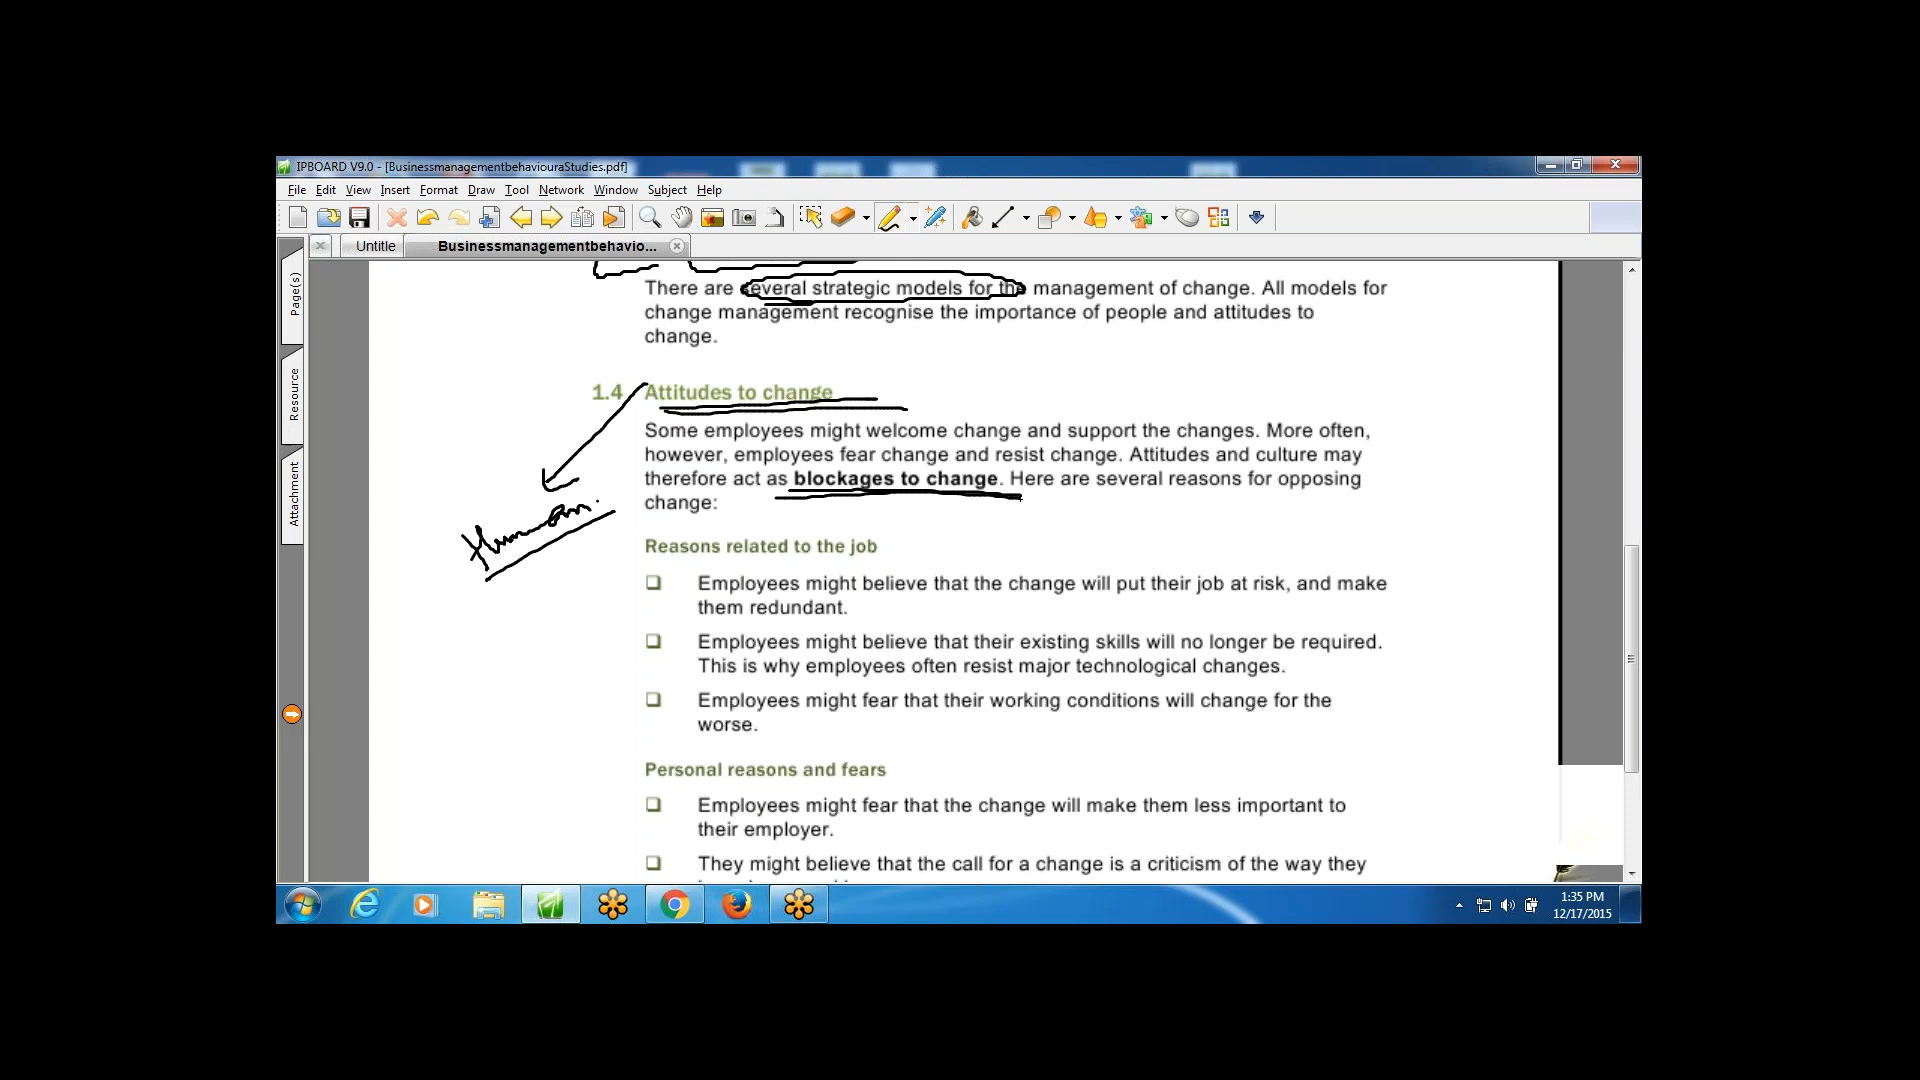 IPBOARD V9.0 - [BusinessmanagementbehaviouraStudies.pdf]
File Edit View Insert Format Draw Tool Network Window Subject Help
Untitle Businessmanagementbehavio...
Page(s)
Resource
Attachment
There are several strategic models for the management of change. All models for
change management recognise the importance of people and attitudes to
change.
1.4 Attitudes to change
Some employees might welcome change and support the changes. More often,
however, employees fear change and resist change. Attitudes and culture may
therefore act as blockages to change. Here are several reasons for opposing
change:
Reasons related to the job
❑ Employees might believe that the change will put their job at risk, and make
them redundant.
❑ Employees might believe that their existing skills will no longer be required.
This is why employees often resist major technological changes.
❑ Employees might fear that their working conditions will change for the
worse.
Personal reasons and fears
❑ Employees might fear that the change will make them less important to
their employer.
❑ They might believe that the call for a change is a criticism of the way they
1:35 PM
12/17/2015